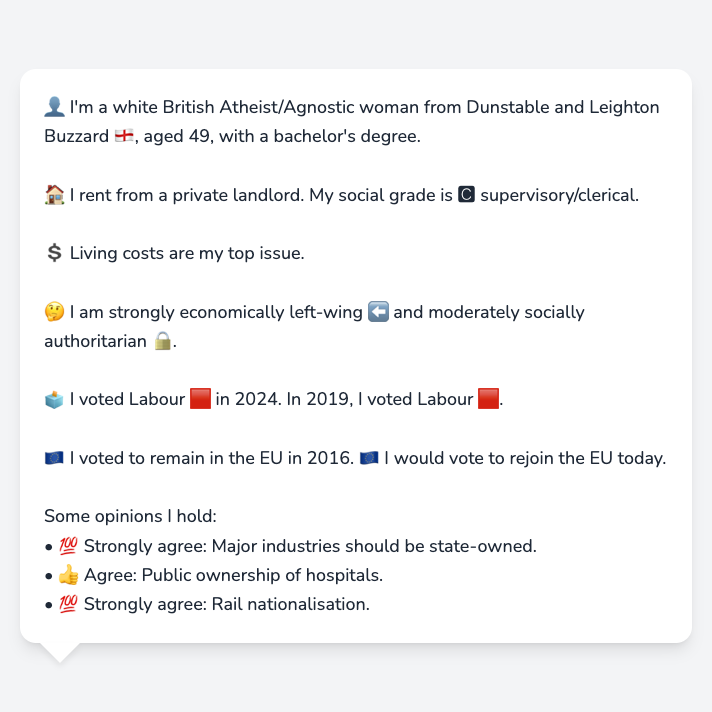 👤 I'm a white British Atheist/Agnostic woman from Dunstable and Leighton
Buzzard 🏴󠁧󠁢󠁥󠁮󠁧󠁿, aged 49, with a bachelor's degree.
🏠 I rent from a private landlord. My social grade is 🅲 supervisory/clerical.
💲 Living costs are my top issue.
🤔 I am strongly economically left-wing ⬅️ and moderately socially
authoritarian 🔒.
🗳️ I voted Labour 🟥 in 2024. In 2019, I voted Labour 🟥.
🇪🇺 I voted to remain in the EU in 2016. 🇪🇺 I would vote to rejoin the EU today.
Some opinions I hold:
• 💯 Strongly agree: Major industries should be state-owned.
• 👍 Agree: Public ownership of hospitals.
• 💯 Strongly agree: Rail nationalisation.